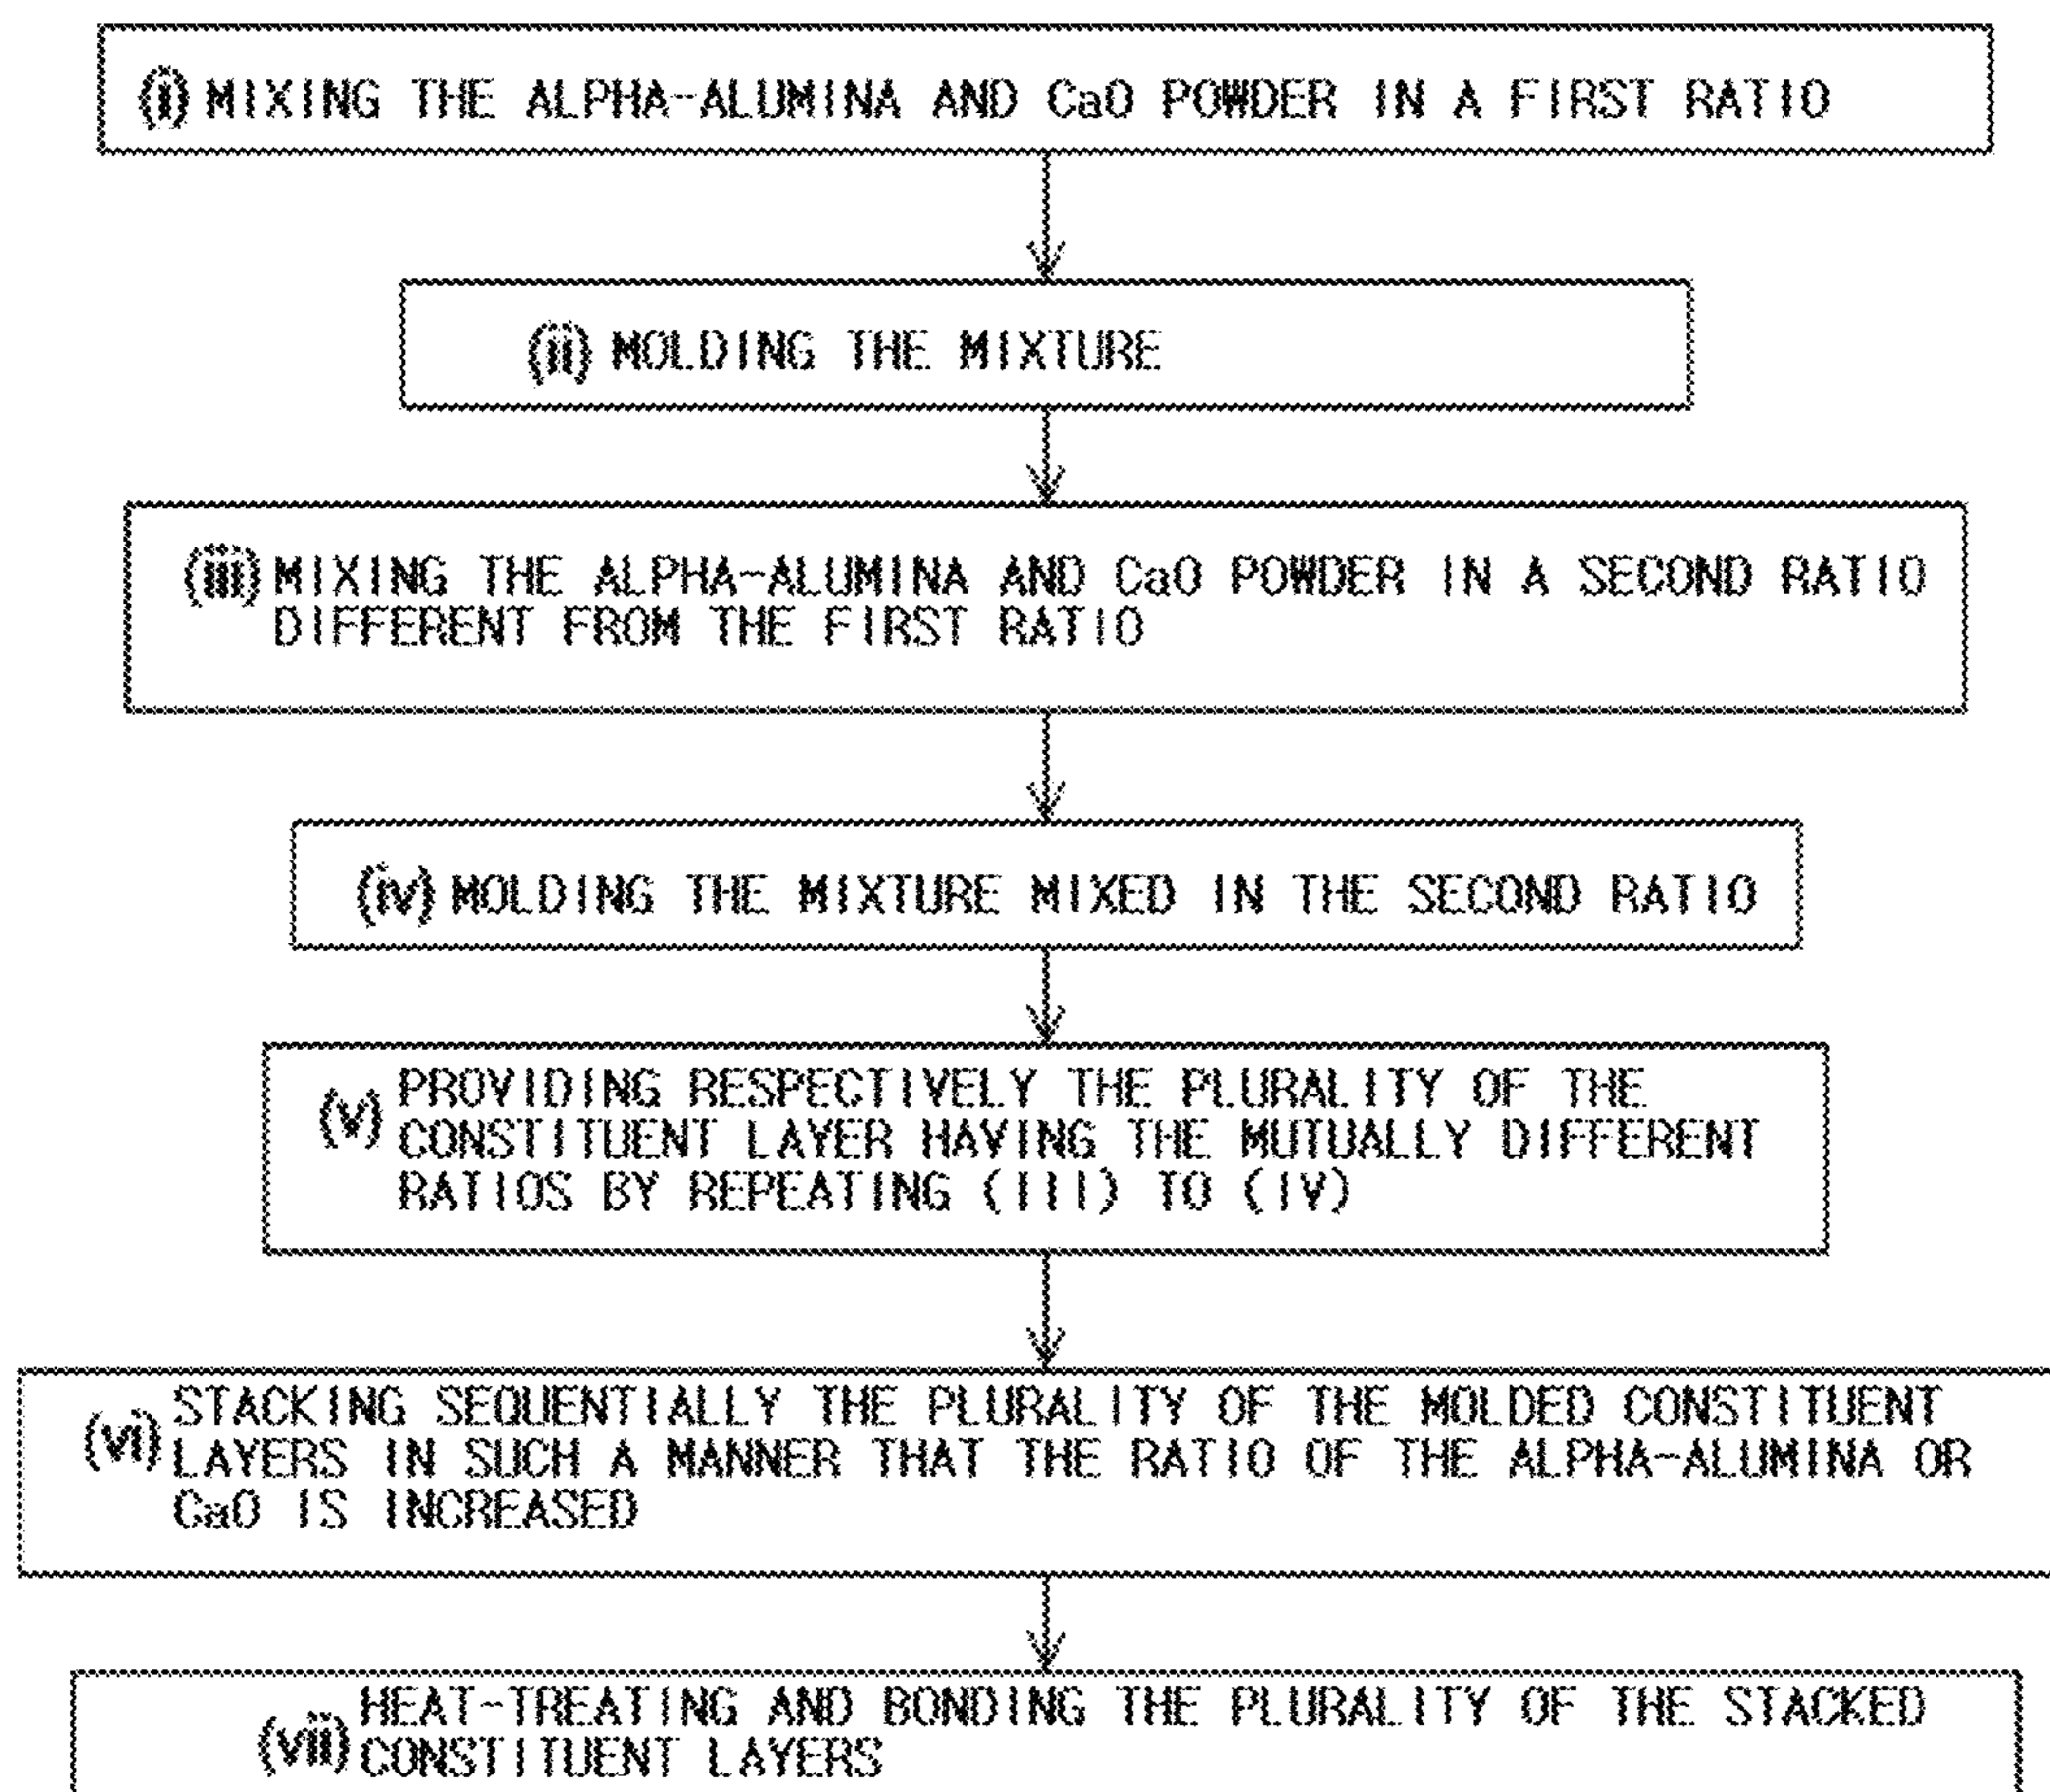 (i) MIXING THE ALPHA-ALUMINA AND CaO POWDER IN A FIRST RATIO
(ii) MOLDING THE MIXTURE
(iii) MIXING THE ALPHA-ALUMINA AND CaO POWDER IN A SECOND RATIO
DIFFERENT FROM THE FIRST RATIO
(iv) MOLDING THE MIXTURE MIXED IN THE SECOND RATIO
(v) PROVIDING RESPECTIVELY THE PLURALITY OF THE
CONSTITUENT LAYER HAVING THE MUTUALLY DIFFERENT
RATIOS BY REPEATING (III) TO (IV)
(vi) STACKING SEQUENTIALLY THE PLURALITY OF THE MOLDED CONSTITUENT
LAYERS IN SUCH A MANNER THAT THE RATIO OF THE ALPHA-ALUMINA OR
CaO IS INCREASED
(vii) HEAT-TREATING AND BONDING THE PLURALITY OF THE STACKED
CONSTITUENT LAYERS